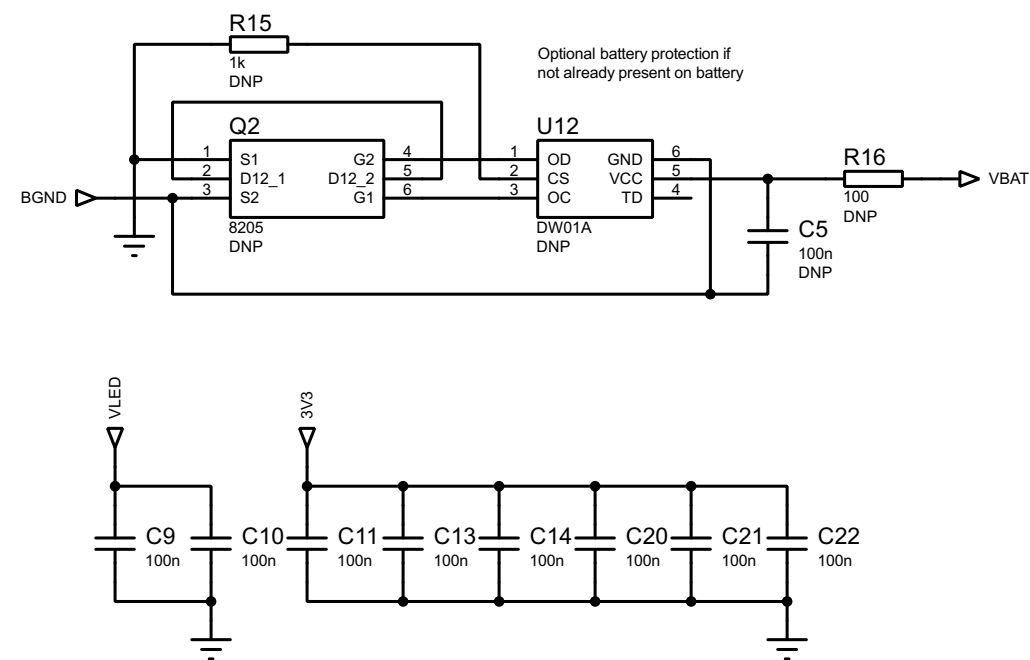 R15
1k
DNP
Optional battery protection if
not already present on battery
Q2
1 S1 G2 4
2 D12_1 D12_2 5
3 S2 G1 6
8205
DNP
BGND
U12
1 OD GND 6
2 CS VCC 5
3 OC TD 4
DW01A
DNP
R16
100
DNP
VBAT
C5
100n
DNP
VLED
3V3
C9
100n
C10
100n
C11
100n
C13
100n
C14
100n
C20
100n
C21
100n
C22
100n